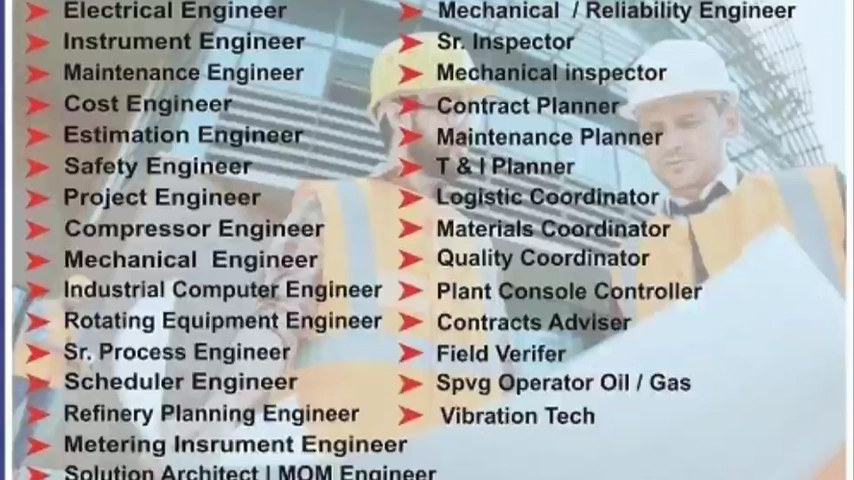 Electrical Engineer
Instrument Engineer
Maintenance Engineer
Cost Engineer
Estimation Engineer
Safety Engineer
Project Engineer
Compressor Engineer
Mechanical Engineer
Industrial Computer Engineer
Rotating Equipment Engineer
Sr. Process Engineer
Scheduler Engineer
Refinery Planning Engineer
Metering Insrument Engineer
Solution Architect | MOM Engineer
Mechanical / Reliability Engineer
Sr. Inspector
Mechanical inspector
Contract Planner
Maintenance Planner
T & I Planner
Logistic Coordinator
Materials Coordinator
Quality Coordinator
Plant Console Controller
Contracts Adviser
Field Verifer
Spvg Operator Oil / Gas
Vibration Tech